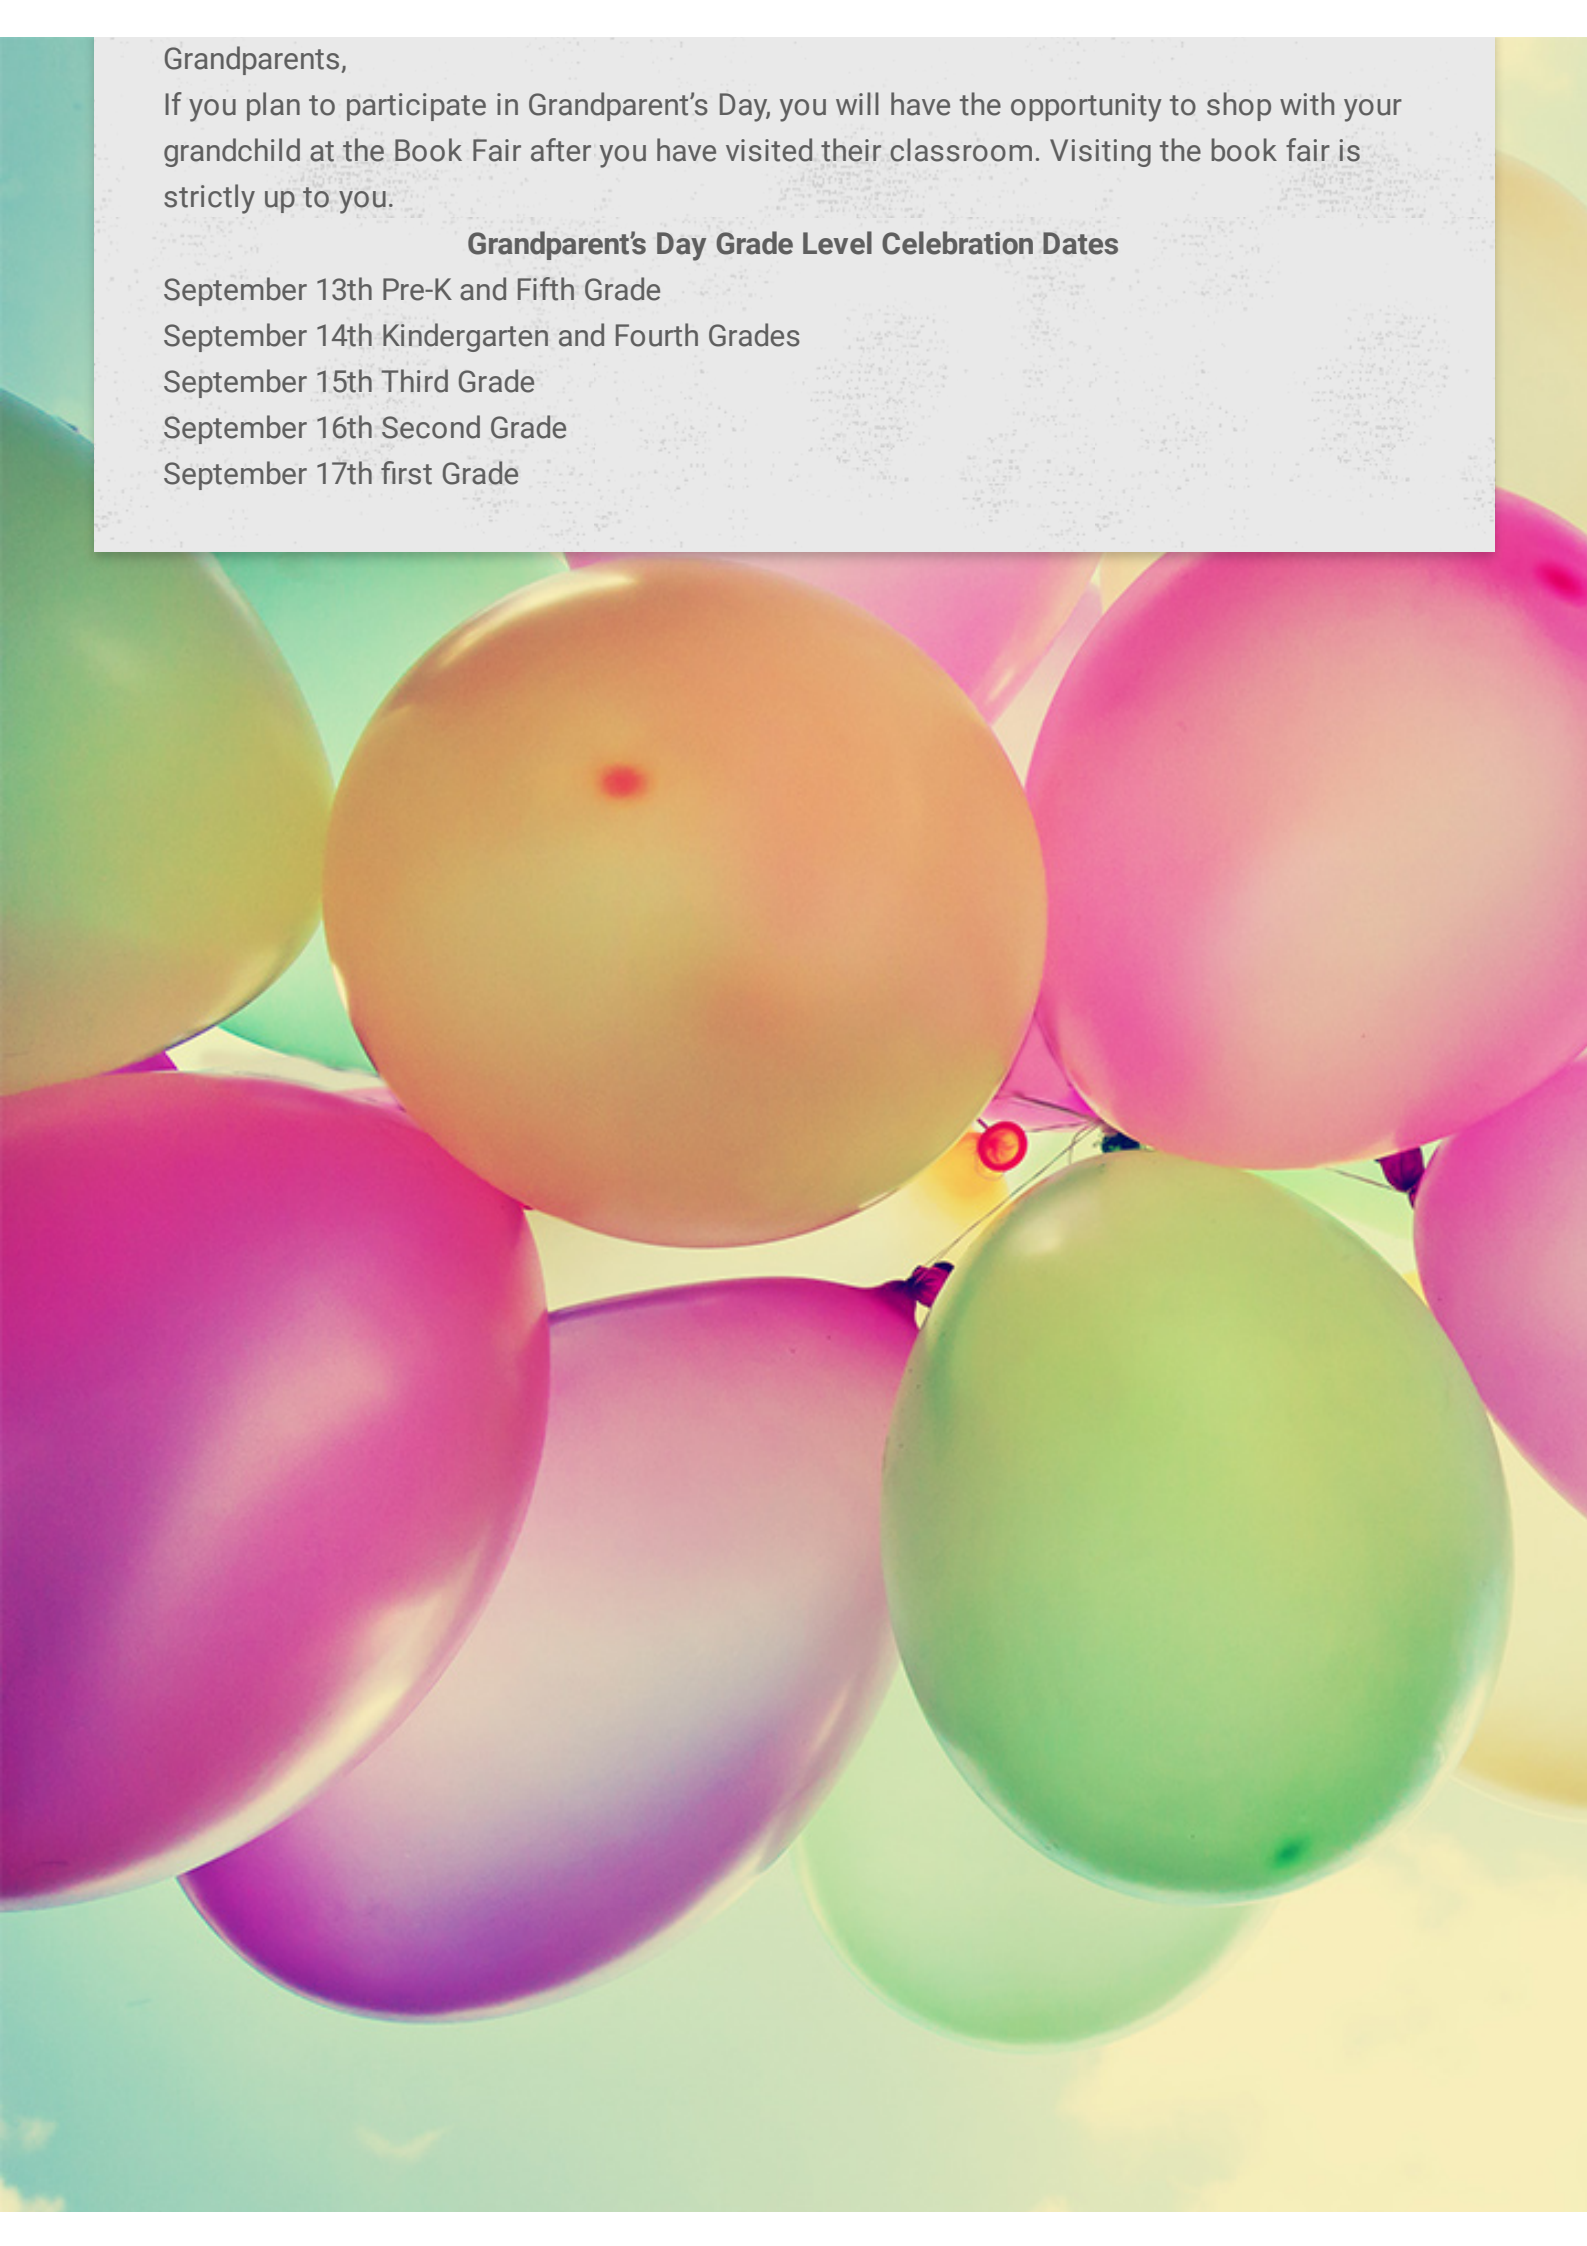 Grandparents,
If you plan to participate in Grandparent’s Day, you will have the opportunity to shop with your
grandchild at the Book Fair after you have visited their classroom. Visiting the book fair is
strictly up to you.
Grandparent’s Day Grade Level Celebration Dates
September 13th Pre-K and Fifth Grade
September 14th Kindergarten and Fourth Grades
September 15th Third Grade
September 16th Second Grade
September 17th first Grade